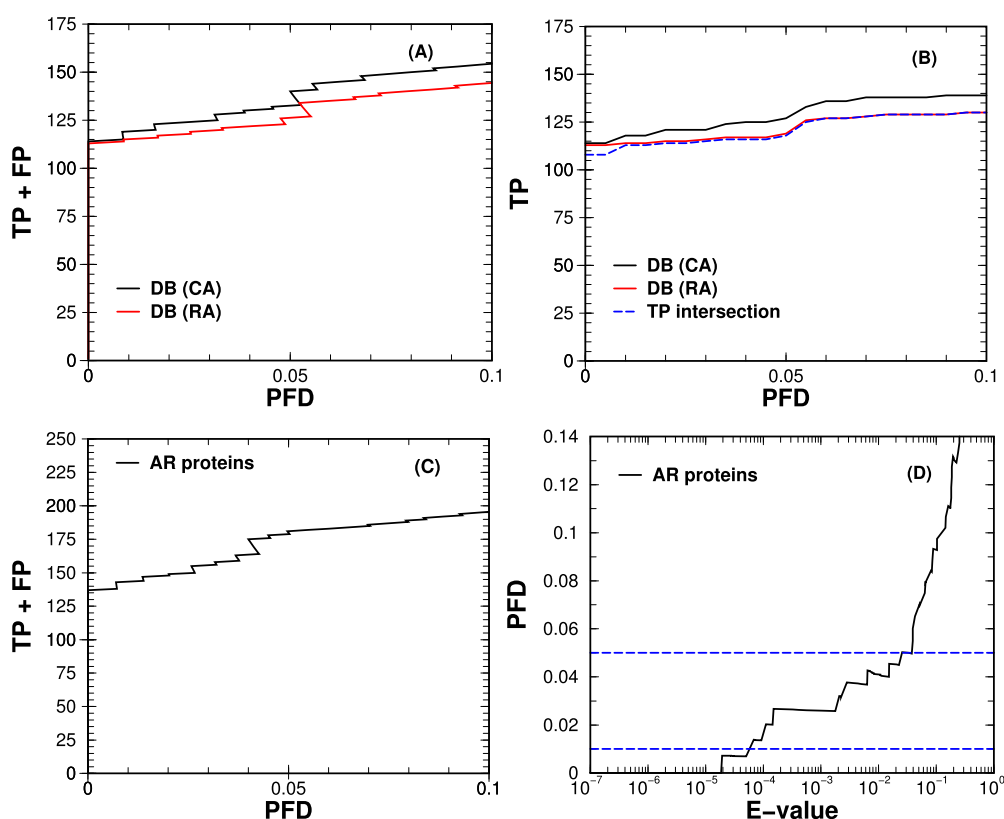 175
150
125
100
75
50
25
0
TP + FP
(A)
DB (CA)
DB (RA)
0
0.05
0.1
PFD
175
150
125
100
75
50
25
0
TP
(B)
DB (CA)
DB (RA)
TP intersection
0
0.05
0.1
PFD
250
225
200
175
150
125
100
75
50
25
0
TP + FP
AR proteins
(C)
0
0.05
0.1
PFD
0.14
0.12
0.1
0.08
0.06
0.04
0.02
0
PFD
AR proteins
(D)
10−7
10−6
10−5
10−4
10−3
10−2
10−1
100
E−value